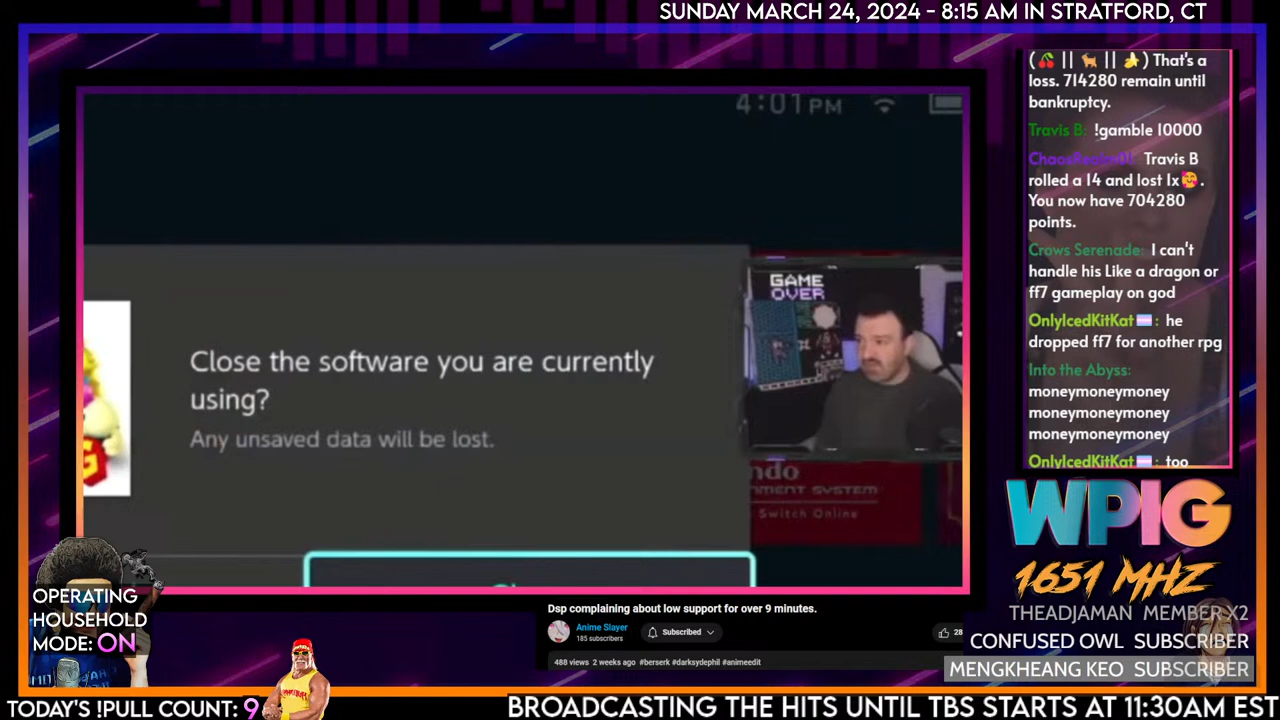 SUNDAY MARCH 24, 2024 - 8:15 AM IN STRATFORD, CT
4:01 PM
Close the software you are currently
using?
Any unsaved data will be lost.
GAME
OVER
ndo
NMENT SYSTEM
Switch Online
G
( || || ) That's a
loss. 714280 remain until
bankruptcy.
Travis B: !gamble 10000
Travis B
rolled a 14 and lost 1x🥰.
You now have 704280
points.
Crows Serenade: I can't
handle his Like a dragon or
ff7 gameplay on god
OnlyIcedKitKat : he
dropped ff7 for another rpg
Into the Abyss:
moneymoneymoney
moneymoneymoney
moneymoneymoney
OnlyIcedKitKat : too
WPIG
1651 MHZ
THEADJAMAN MEMBER X2
CONFUSED OWL SUBSCRIBER
MENGKHEANG KEO SUBSCRIBER
OPERATING
HOUSEHOLD
MODE: ON
Dsp complaining about low support for over 9 minutes.
Anime Slayer
185 subscribers
Subscribed
28
488 views 2 weeks ago #berserk #darksydephil #animeedit
TODAY'S !PULL COUNT: 9
BROADCASTING THE HITS UNTIL TBS STARTS AT 11:30AM EST